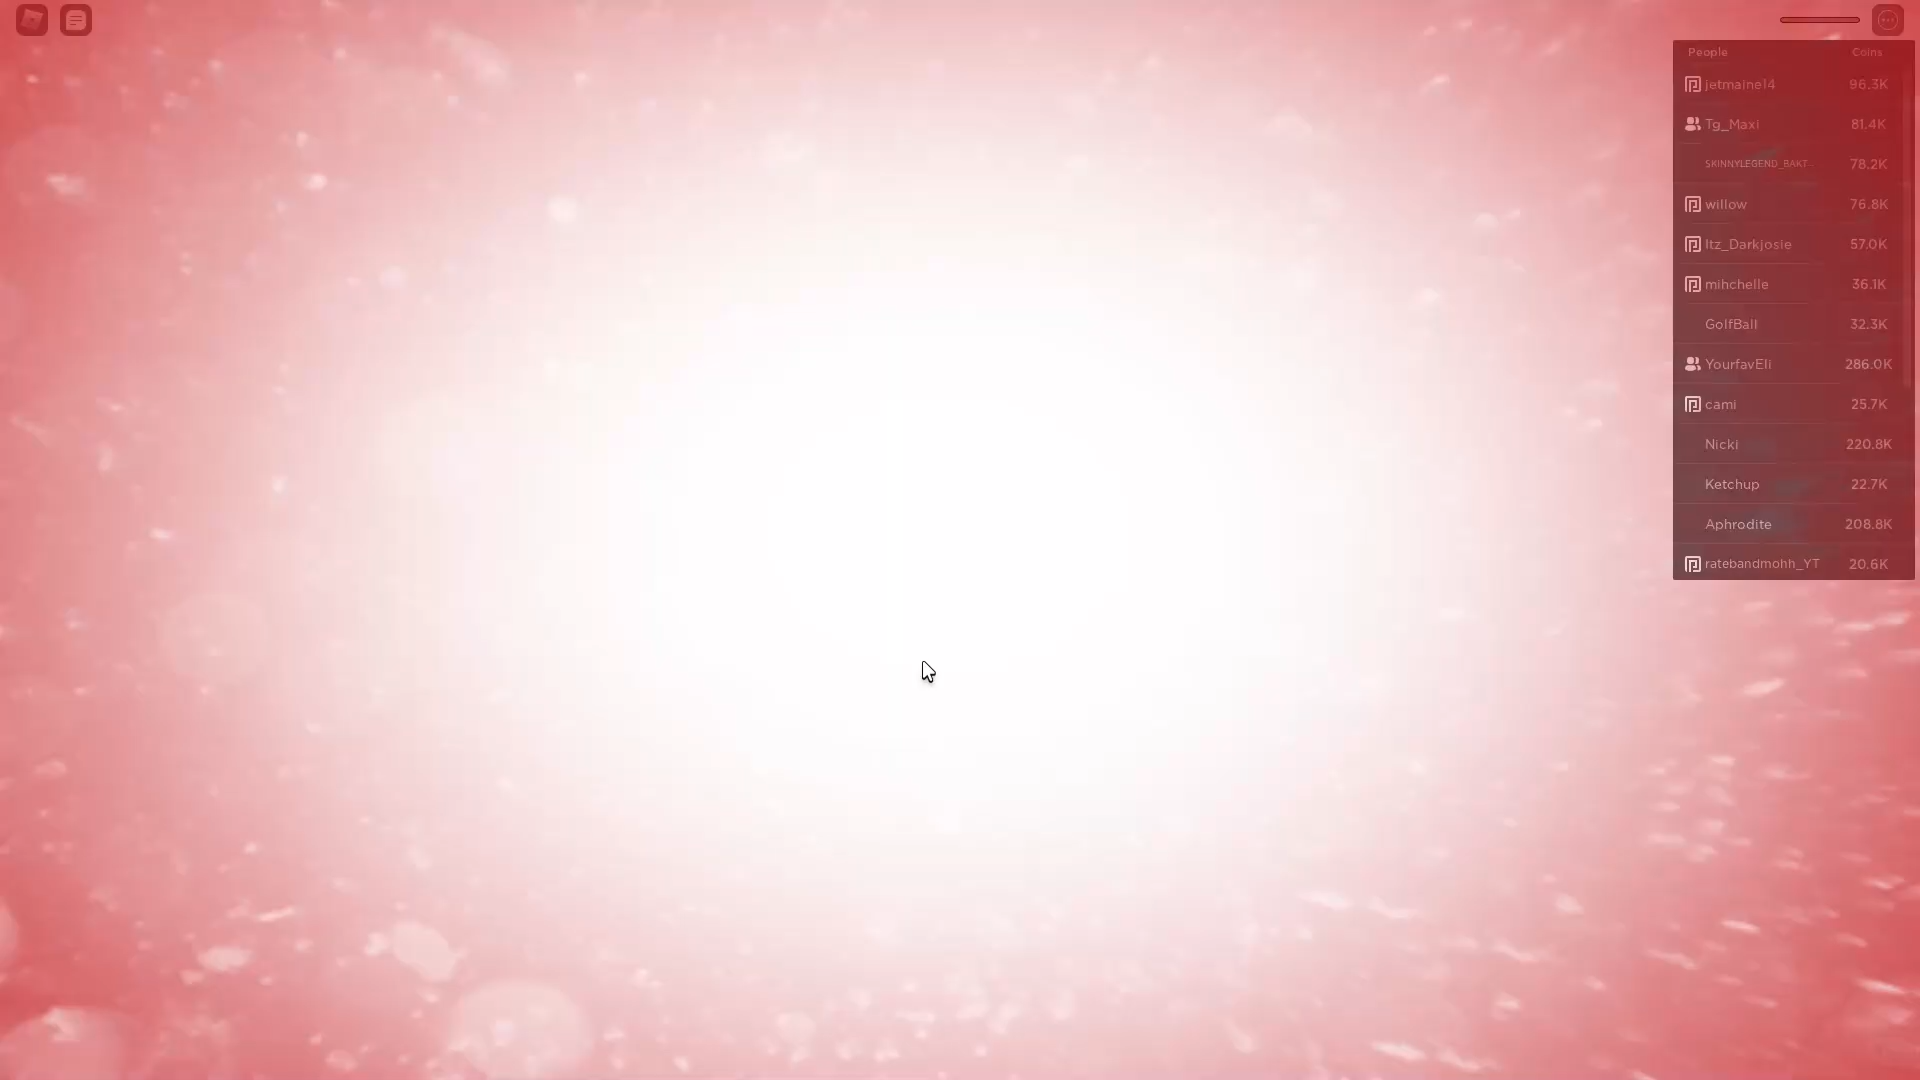 People Coins
jetmaine14 96.3K
Tg_Maxi 81.4K
SKINNYLEGEND_BAKT... 78.2K
willow 76.8K
Itz_Darkjosie 57.0K
mihchelle 36.1K
GolfBall 32.3K
YourfavEli 286.0K
cami 25.7K
Nicki 220.8K
Ketchup 22.7K
Aphrodite 208.8K
ratebandmohh_YT 20.6K